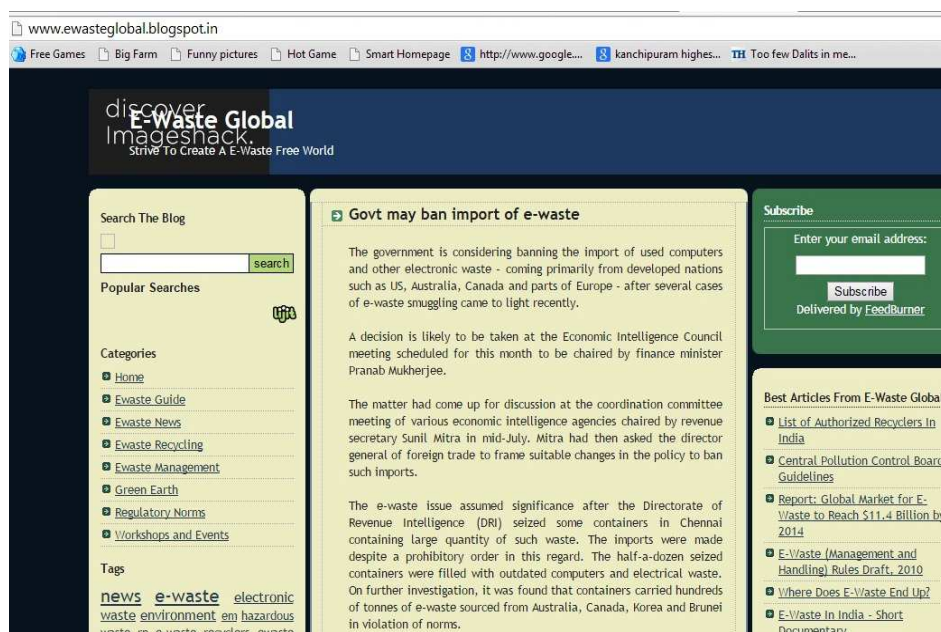 www.ewasteglobal.blogspot.in
Free Games Big Farm Funny pictures Hot Game Smart Homepage http://www.google.... kanchipuram highes... TH Too few Dalits in me...
discover
Imageshack.
E-Waste Global
Strive To Create A E-Waste Free World
Search The Blog
search
Popular Searches
Categories
Home
Ewaste Guide
Ewaste News
Ewaste Recycling
Ewaste Management
Green Earth
Regulatory Norms
Workshops and Events
Tags
news e-waste electronic
waste environment em hazardous
Govt may ban import of e-waste
The government is considering banning the import of used computers
and other electronic waste - coming primarily from developed nations
such as US, Australia, Canada and parts of Europe - after several cases
of e-waste smuggling came to light recently.
A decision is likely to be taken at the Economic Intelligence Council
meeting scheduled for this month to be chaired by finance minister
Pranab Mukherjee.
The matter had come up for discussion at the coordination committee
meeting of various economic intelligence agencies chaired by revenue
secretary Sunil Mitra in mid-July. Mitra had then asked the director
general of foreign trade to frame suitable changes in the policy to ban
such imports.
The e-waste issue assumed significance after the Directorate of
Revenue Intelligence (DRI) seized some containers in Chennai
containing large quantity of such waste. The imports were made
despite a prohibitory order in this regard. The half-a-dozen seized
containers were filled with outdated computers and electrical waste.
On further investigation, it was found that containers carried hundreds
of tonnes of e-waste sourced from Australia, Canada, Korea and Brunei
in violation of norms.
Subscribe
Enter your email address:
Subscribe
Delivered by FeedBurner
Best Articles From E-Waste Global
List of Authorized Recyclers In
India
Central Pollution Control Board
Guidelines
Report: Global Market for E-
Waste to Reach $11.4 Billion by
2014
E-Waste (Management and
Handling) Rules Draft, 2010
Where Does E-Waste End Up?
E-Waste In India - Short
Documentary